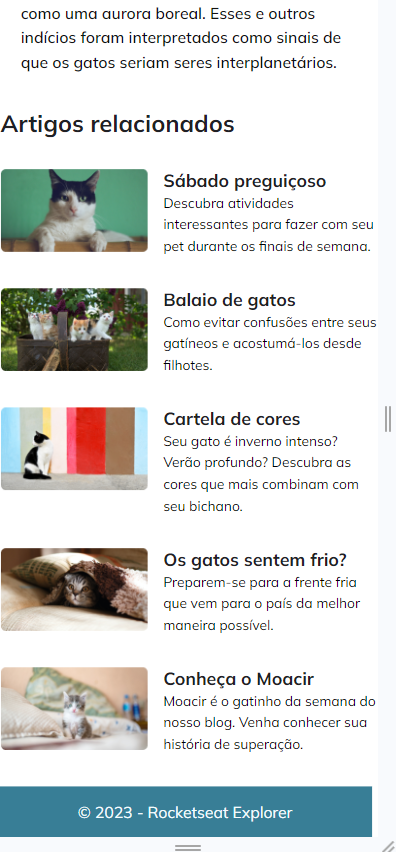 como uma aurora boreal. Esses e outros
indícios foram interpretados como sinais de
que os gatos seriam seres interplanetários.
Artigos relacionados
Sábado preguiçoso
Descubra atividades
interessantes para fazer com seu
pet durante os finais de semana.
Balaio de gatos
Como evitar confusões entre seus
gatíneos e acostumá-los desde
filhotes.
Cartela de cores
Seu gato é inverno intenso?
Verão profundo? Descubra as
cores que mais combinam com
seu bichano.
Os gatos sentem frio?
Preparem-se para a frente fria
que vem para o país da melhor
maneira possível.
Conheça o Moacir
Moacir é o gatinho da semana do
nosso blog. Venha conhecer sua
história de superação.
© 2023 - Rocketseat Explorer